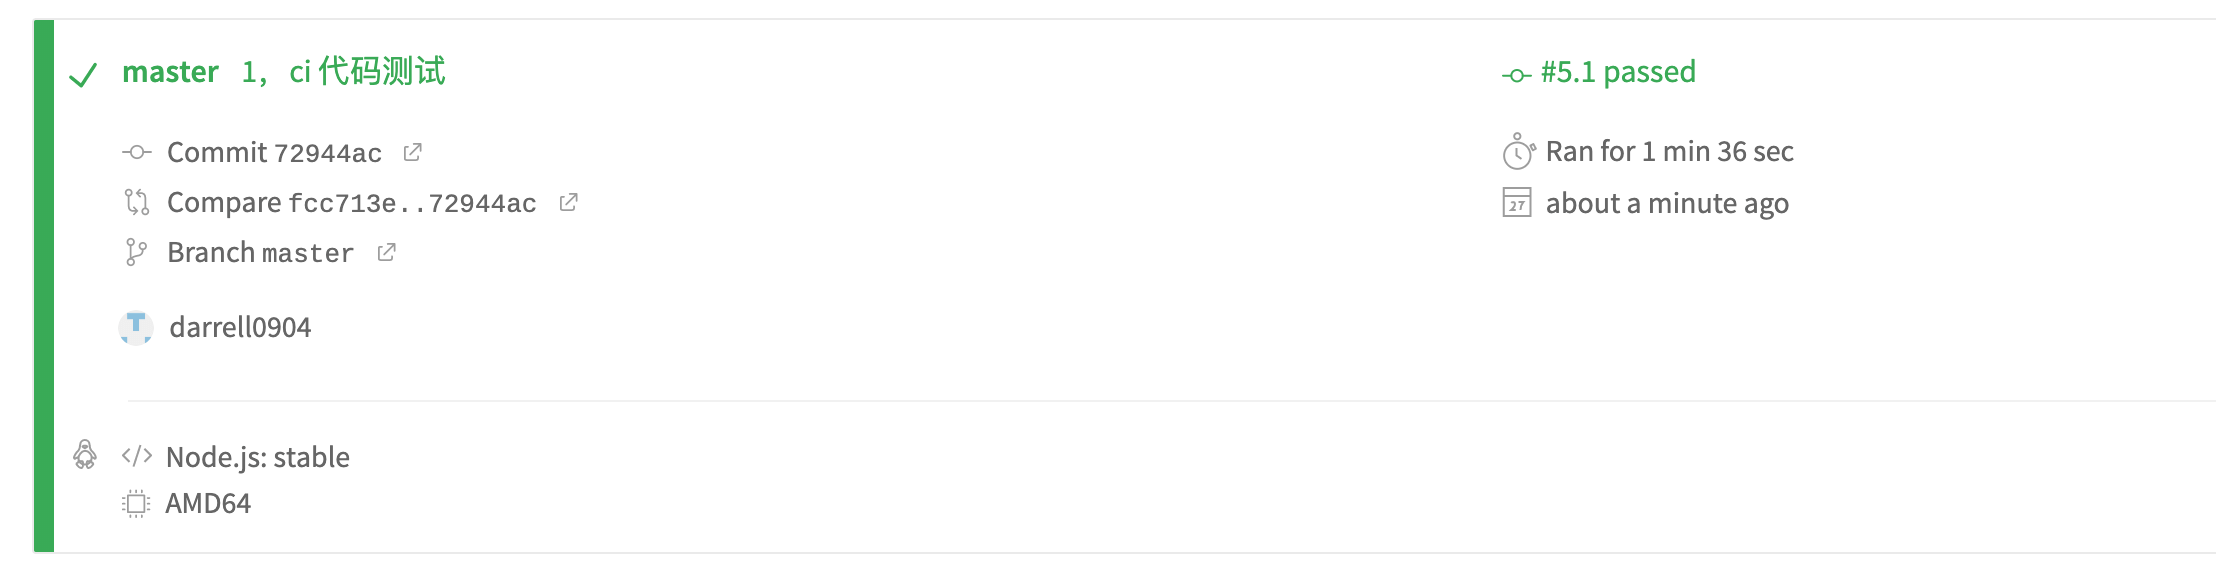 master 1， ci 代码测试
#5.1 passed
Commit 72944ac
Compare fcc713e..72944ac
Branch master
Ran for 1 min 36 sec
27 about a minute ago
darrell0904
</> Node.js: stable
AMD64